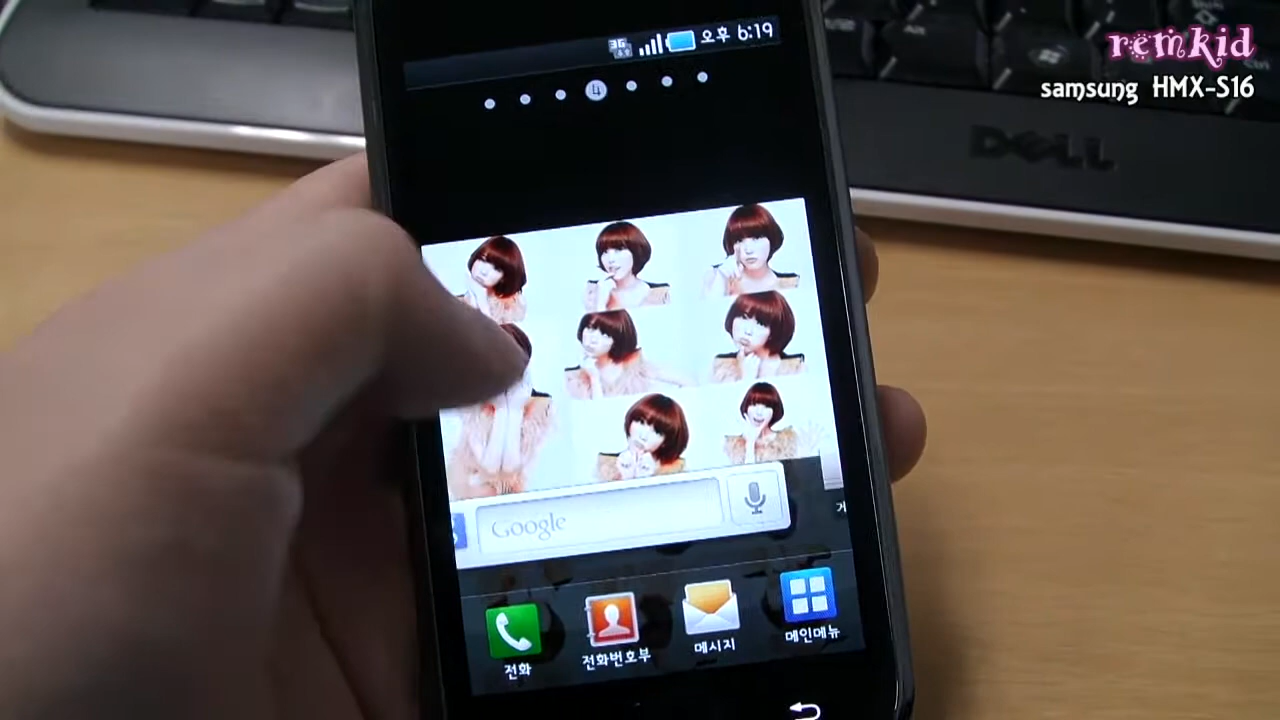 remkid
samsung HMX-S16
DELL
3G
오후 6:19
4
Google
전화
전화번호부
메시지
메인메뉴